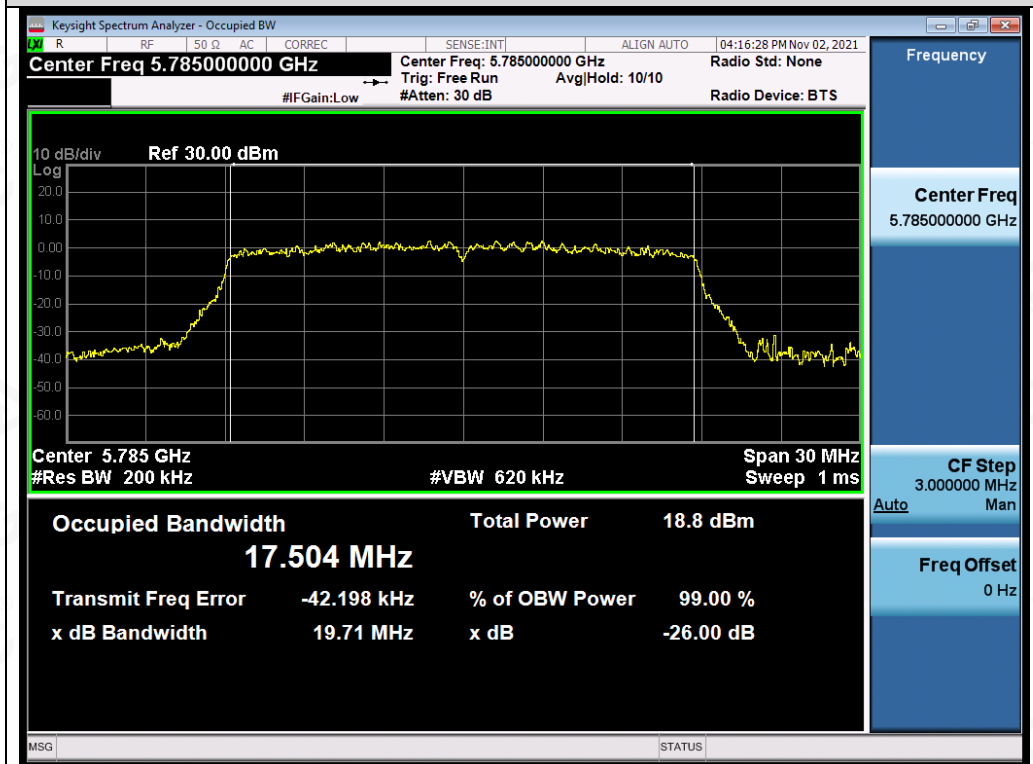 Keysight Spectrum Analyzer - Occupied BW
LXI R RF 50 Ω AC CORREC SENSE:INT ALIGN AUTO 04:16:28 PM Nov 02, 2021
Center Freq 5.785000000 GHz
Center Freq: 5.785000000 GHz
Radio Std: None
Trig: Free Run Avg|Hold: 10/10
#IFGain:Low
#Atten: 30 dB
Radio Device: BTS
10 dB/div Ref 30.00 dBm
Log
20.0
10.0
0.00
-10.0
-20.0
-30.0
-40.0
-50.0
-60.0
Center 5.785 GHz
Span 30 MHz
#Res BW 200 kHz
#VBW 620 kHz
Sweep 1 ms
Occupied Bandwidth
Total Power 18.8 dBm
17.504 MHz
Transmit Freq Error -42.198 kHz
% of OBW Power 99.00 %
x dB Bandwidth 19.71 MHz
x dB -26.00 dB
Frequency
Center Freq
5.785000000 GHz
CF Step
3.000000 MHz
Auto Man
Freq Offset
0 Hz
MSG
STATUS